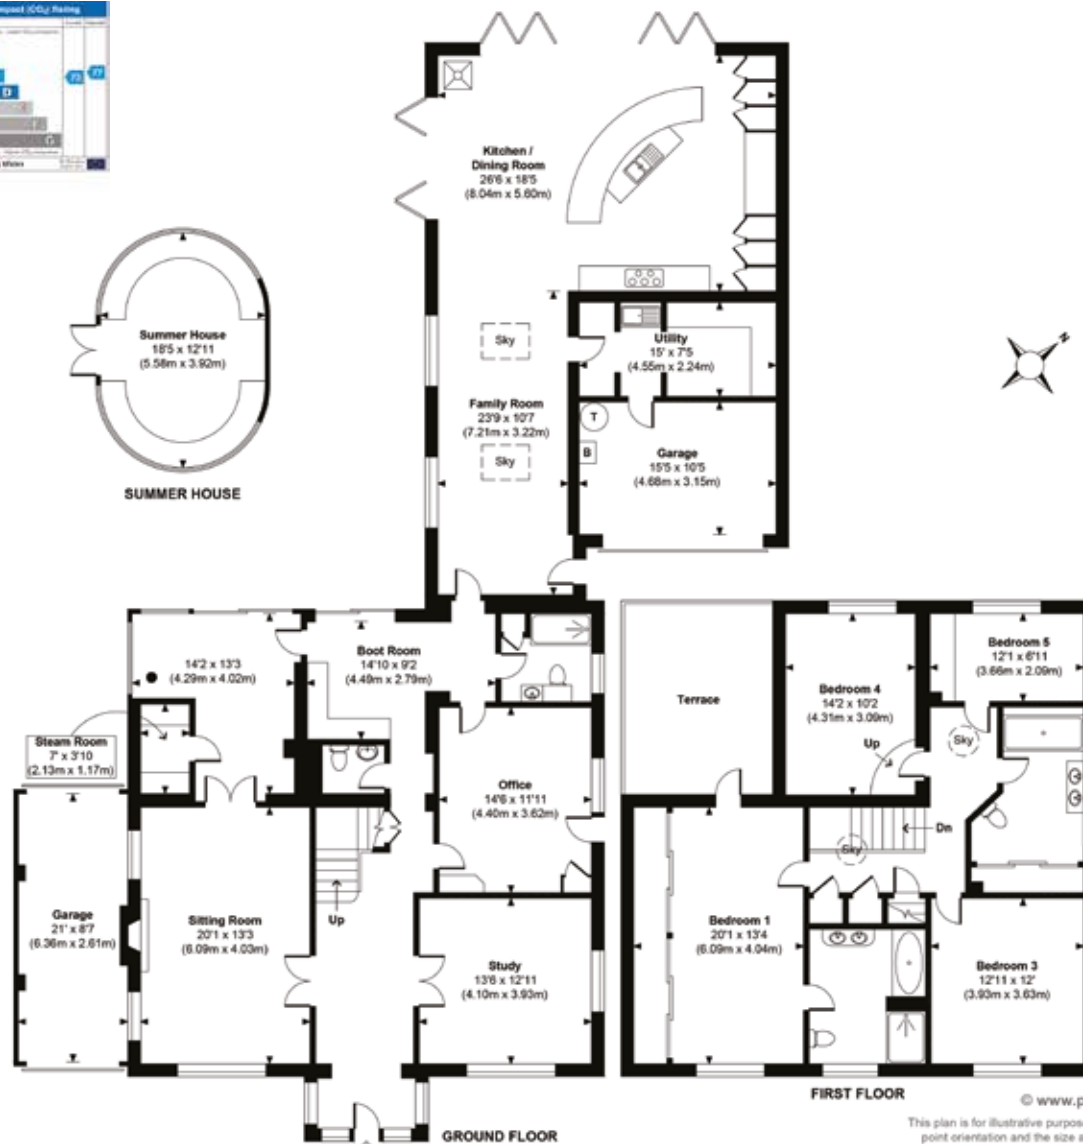 Impact (CO₂) Rating
D
G
Kitchen /
Dining Room
26'6 x 18'5
(8.04m x 5.60m)
Summer House
18'5 x 12'11
(5.58m x 3.92m)
SUMMER HOUSE
N
Sky
Utility
15' x 7'5
(4.55m x 2.24m)
Family Room
23'9 x 10'7
(7.21m x 3.22m)
Sky
T
B
Garage
15'5 x 10'5
(4.68m x 3.15m)
14'2 x 13'3
(4.29m x 4.02m)
Boot Room
14'10 x 9'2
(4.49m x 2.79m)
Steam Room
7' x 3'10
(2.13m x 1.17m)
Office
14'6 x 11'11
(4.40m x 3.62m)
Garage
21' x 8'7
(6.36m x 2.61m)
Sitting Room
20'1 x 13'3
(6.09m x 4.03m)
Up
Study
13'6 x 12'11
(4.10m x 3.93m)
GROUND FLOOR
Terrace
Bedroom 4
14'2 x 10'2
(4.31m x 3.09m)
Up
Bedroom 5
12'1 x 6'11
(3.66m x 2.09m)
Sky
Dn
Sky
Bedroom 1
20'1 x 13'4
(6.09m x 4.04m)
Bedroom 3
12'11 x 12'
(3.93m x 3.63m)
FIRST FLOOR
© www.p
This plan is for illustrative purpos
point orientation and the size a